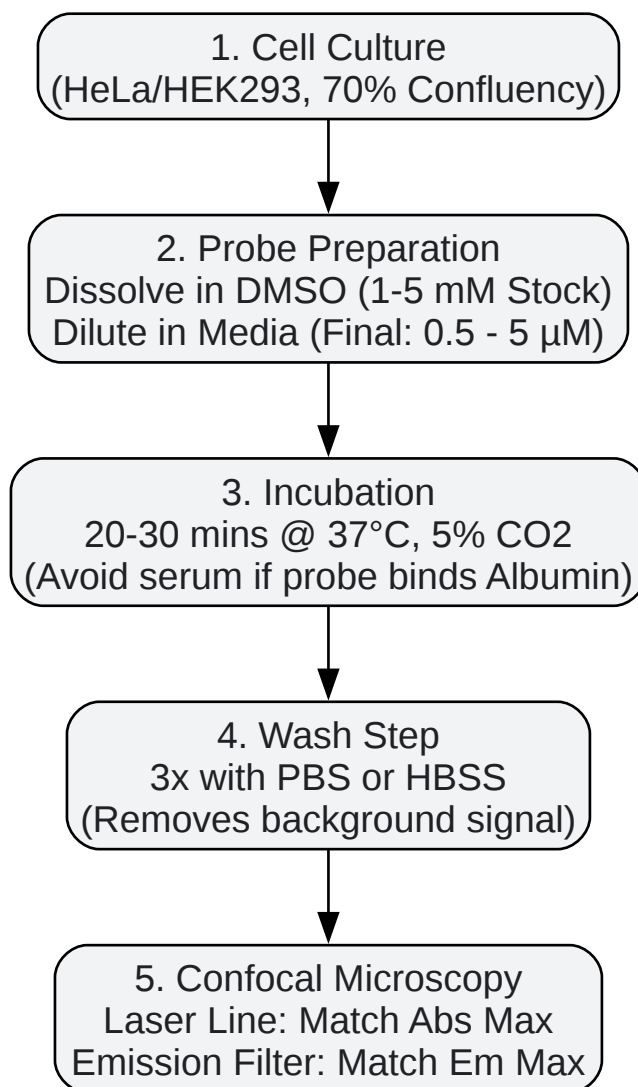 1. Cell Culture
(HeLa/HEK293, 70% Confluency)
2. Probe Preparation
Dissolve in DMSO (1-5 mM Stock)
Dilute in Media (Final: 0.5 - 5 µM)
3. Incubation
20-30 mins @ 37°C, 5% CO2
(Avoid serum if probe binds Albumin)
4. Wash Step
3x with PBS or HBSS
(Removes background signal)
5. Confocal Microscopy
Laser Line: Match Abs Max
Emission Filter: Match Em Max